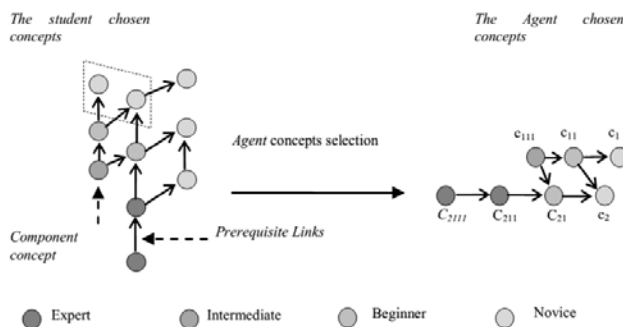 The student chosen
concepts
The Agent chosen
concepts
Agent concepts selection
c111 c11 c1
C2111 C211 C21 c2
Component
concept
Prerequisite Links
Expert Intermediate Beginner Novice